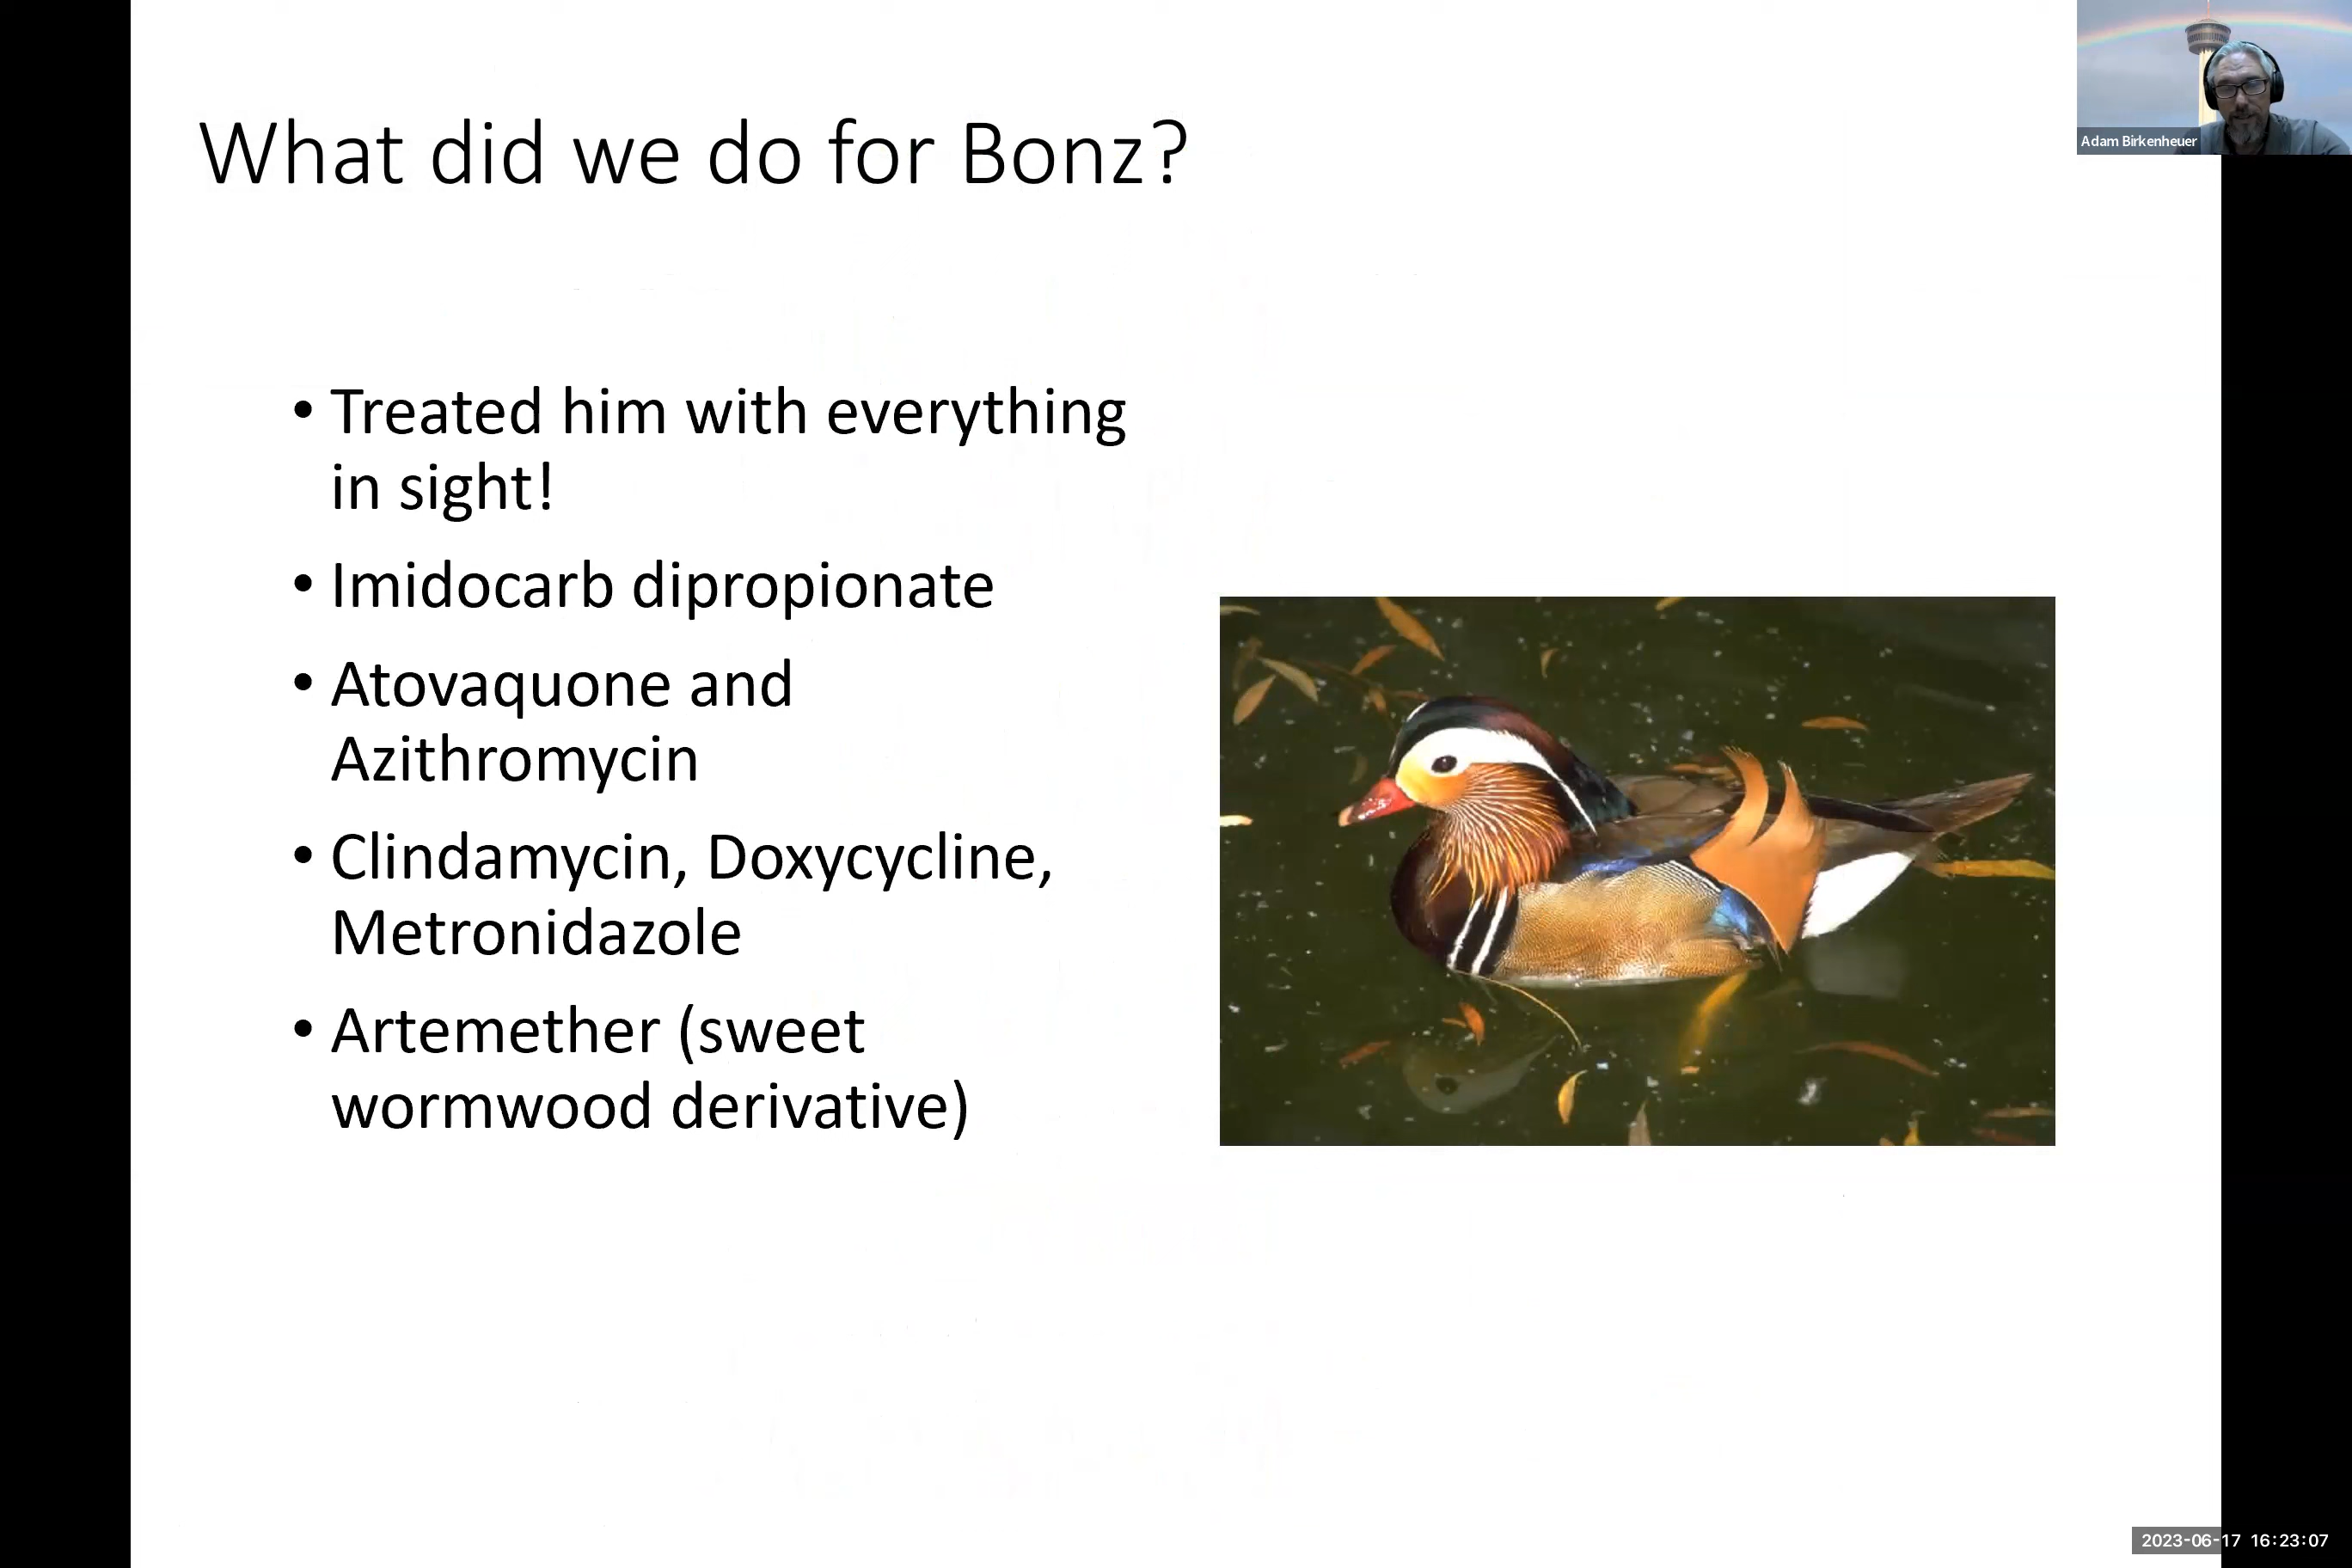 What did we do for Bonz?
Adam Birkenheuer
• Treated him with everything
in sight!
• Imidocarb dipropionate
• Atovaquone and
Azithromycin
• Clindamycin, Doxycycline,
Metronidazole
• Artemether (sweet
wormwood derivative)
2023-06-17 16:23:07